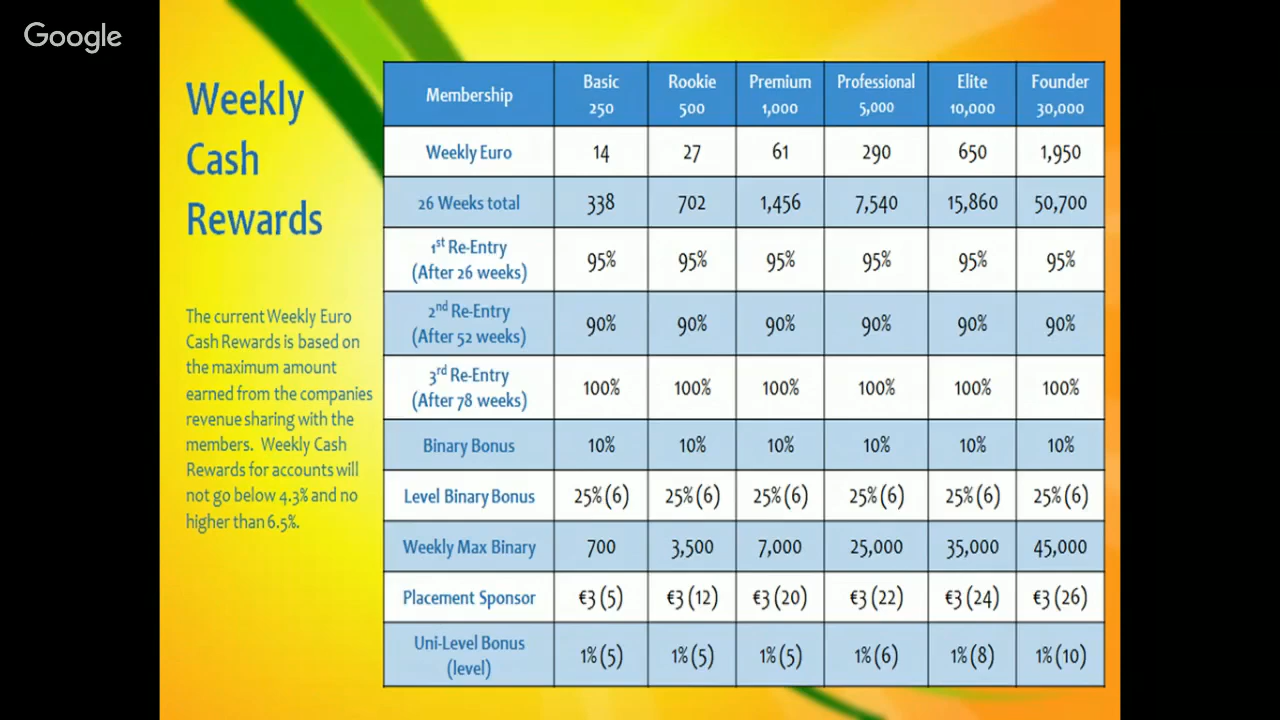 Google
Weekly
Cash
Rewards
The current Weekly Euro
Cash Rewards is based on
the maximum amount
earned from the companies
revenue sharing with the
members. Weekly Cash
Rewards for accounts will
not go below 4.3% and no
higher than 6.5%.
Membership Basic 250 Rookie 500 Premium 1,000 Professional 5,000 Elite 10,000 Founder 30,000
Weekly Euro 14 27 61 290 650 1,950
26 Weeks total 338 702 1,456 7,540 15,860 50,700
1st Re-Entry (After 26 weeks) 95% 95% 95% 95% 95% 95%
2nd Re-Entry (After 52 weeks) 90% 90% 90% 90% 90% 90%
3rd Re-Entry (After 78 weeks) 100% 100% 100% 100% 100% 100%
Binary Bonus 10% 10% 10% 10% 10% 10%
Level Binary Bonus 25% (6) 25% (6) 25% (6) 25% (6) 25% (6) 25% (6)
Weekly Max Binary 700 3,500 7,000 25,000 35,000 45,000
Placement Sponsor €3 (5) €3 (12) €3 (20) €3 (22) €3 (24) €3 (26)
Uni-Level Bonus (level) 1% (5) 1% (5) 1% (5) 1% (6) 1% (8) 1% (10)